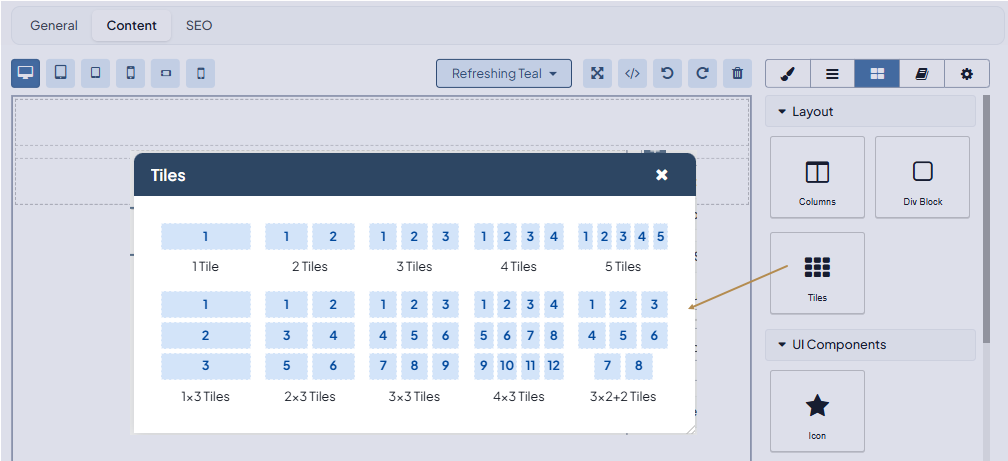 General Content SEO
</> Refreshing Teal
Layout
Columns Div Block
Tiles
UI Components
Icon
Tiles
1 1 2 1 2 3 1 2 3 4 1 2 3 4 5
1 Tile 2 Tiles 3 Tiles 4 Tiles 5 Tiles
1 1 2 1 2 3 1 2 3 4 1 2 3
2 3 4 4 5 6 5 6 7 8 4 5 6
3 5 6 7 8 9 9 10 11 12 7 8
1×3 Tiles 2×3 Tiles 3×3 Tiles 4×3 Tiles 3×2+2 Tiles